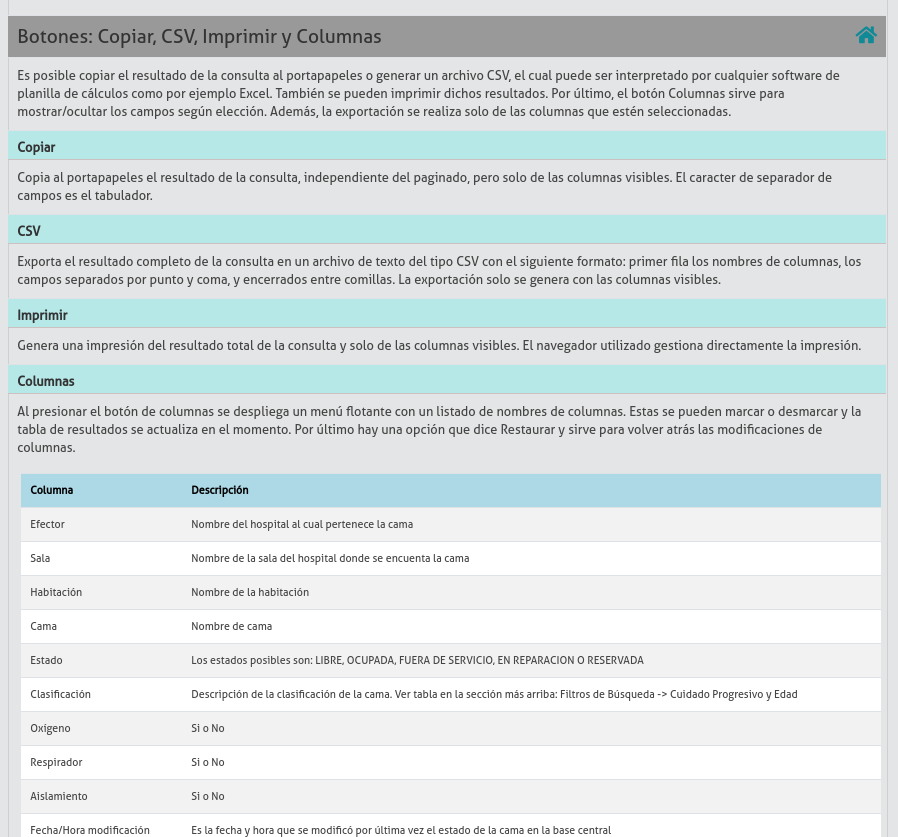 Botones: Copiar, CSV, Imprimir y Columnas
Es posible copiar el resultado de la consulta al portapapeles o generar un archivo CSV, el cual puede ser interpretado por cualquier software de
planilla de cálculos como por ejemplo Excel. También se pueden imprimir dichos resultados. Por último, el botón Columnas sirve para
mostrar/ocultar los campos según elección. Además, la exportación se realiza solo de las columnas que estén seleccionadas.
Copiar
Copia al portapapeles el resultado de la consulta, independiente del paginado, pero solo de las columnas visibles. El caracter de separador de
campos es el tabulador.
CSV
Exporta el resultado completo de la consulta en un archivo de texto del tipo CSV con el siguiente formato: primer fila los nombres de columnas, los
campos separados por punto y coma, y encerrados entre comillas. La exportación solo se genera con las columnas visibles.
Imprimir
Genera una impresión del resultado total de la consulta y solo de las columnas visibles. El navegador utilizado gestiona directamente la impresión.
Columnas
Al presionar el botón de columnas se despliega un menú flotante con un listado de nombres de columnas. Estas se pueden marcar o desmarcar y la
tabla de resultados se actualiza en el momento. Por último hay una opción que dice Restaurar y sirve para volver atrás las modificaciones de
columnas.
Columna Descripción
Efector Nombre del hospital al cual pertenece la cama
Sala Nombre de la sala del hospital donde se encuenta la cama
Habitación Nombre de la habitación
Cama Nombre de cama
Estado Los estados posibles son: LIBRE, OCUPADA, FUERA DE SERVICIO, EN REPARACION O RESERVADA
Clasificación Descripción de la clasificación de la cama. Ver tabla en la sección más arriba: Filtros de Búsqueda -> Cuidado Progresivo y Edad
Oxigeno Si o No
Respirador Si o No
Aislamiento Si o No
Fecha/Hora modificación Es la fecha y hora que se modificó por última vez el estado de la cama en la base central